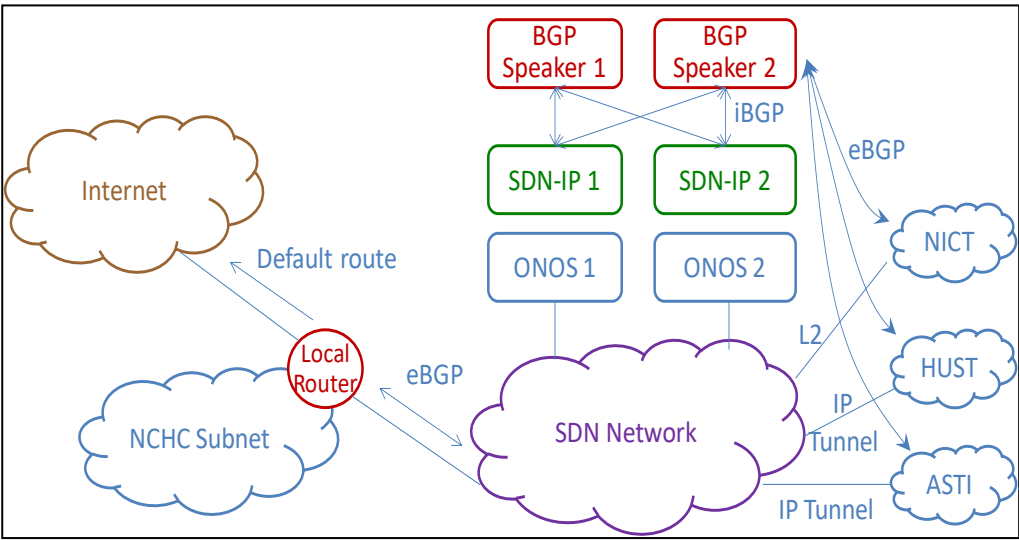 BGP
Speaker 1
BGP
Speaker 2
iBGP
eBGP
Internet
SDN-IP 1
SDN-IP 2
NICT
Default route
ONOS 1
ONOS 2
L2
Local
Router
eBGP
HUST
IP
Tunnel
NCHC Subnet
SDN Network
ASTI
IP Tunnel